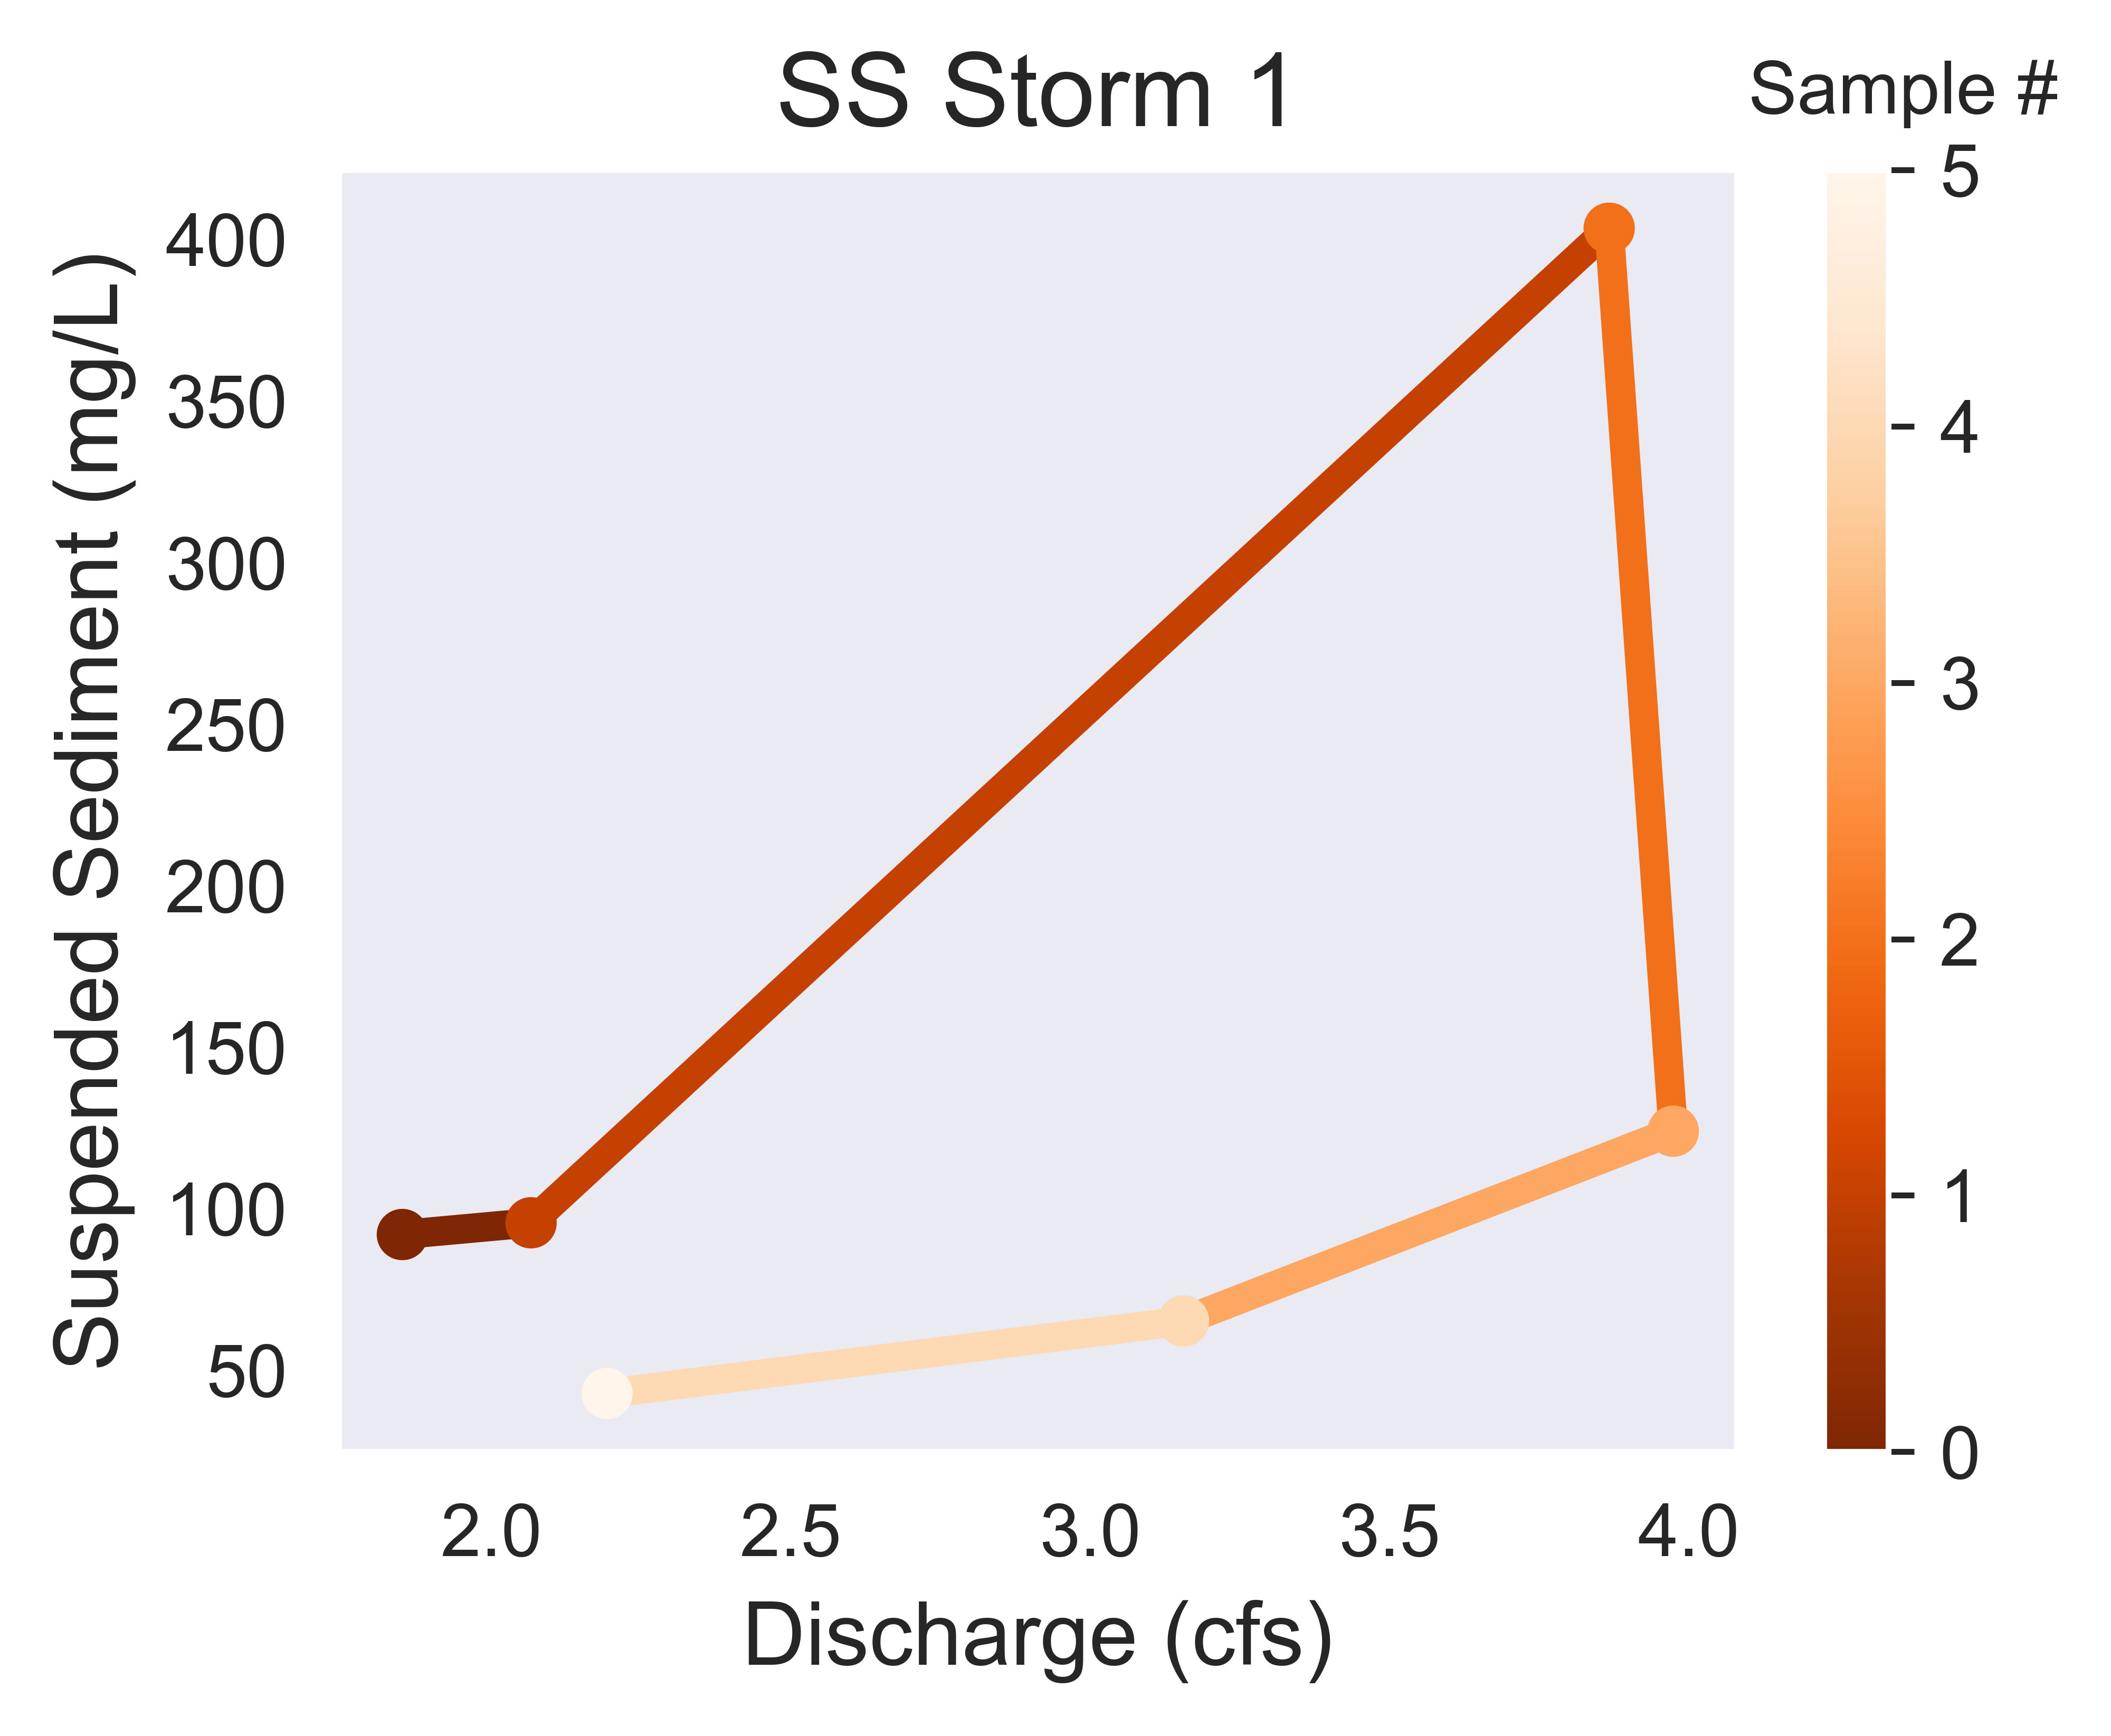 SS Storm 1
Sample #
Suspended Sediment (mg/L)
400
350
300
250
200
150
100
50
2.0 2.5 3.0 3.5 4.0
Discharge (cfs)
5
4
3
2
1
0